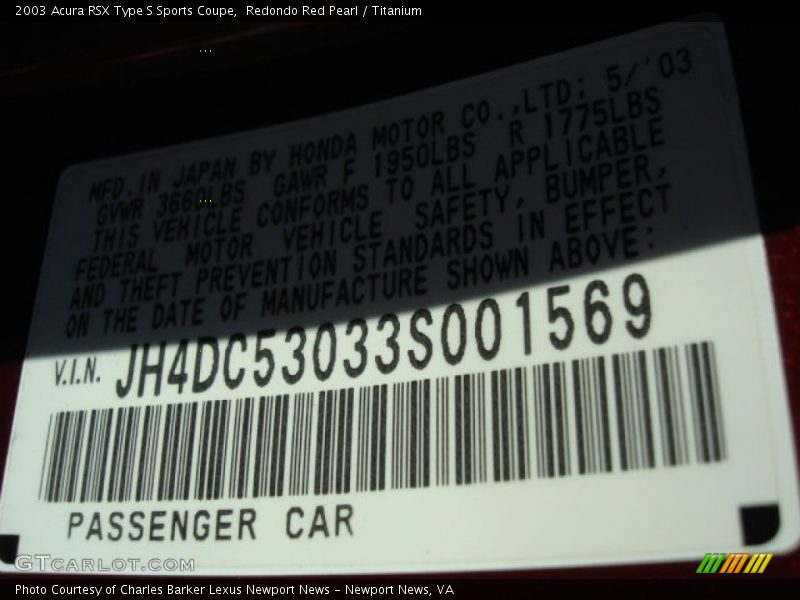 2003 Acura RSX Type S Sports Coupe,  Redondo Red Pearl / Titanium
MFD. IN JAPAN BY HONDA MOTOR CO.,LTD; 5/'03
GVWR 3660LBS GAWR F 1950LBS R 1775LBS
THIS VEHICLE CONFORMS TO ALL APPLICABLE
FEDERAL MOTOR VEHICLE SAFETY, BUMPER,
AND THEFT PREVENTION STANDARDS IN EFFECT
ON THE DATE OF MANUFACTURE SHOWN ABOVE:
V.I.N. JH4DC53033S001569
PASSENGER CAR
GTCARLOT.COM
Photo Courtesy of Charles Barker Lexus Newport News - Newport News, VA